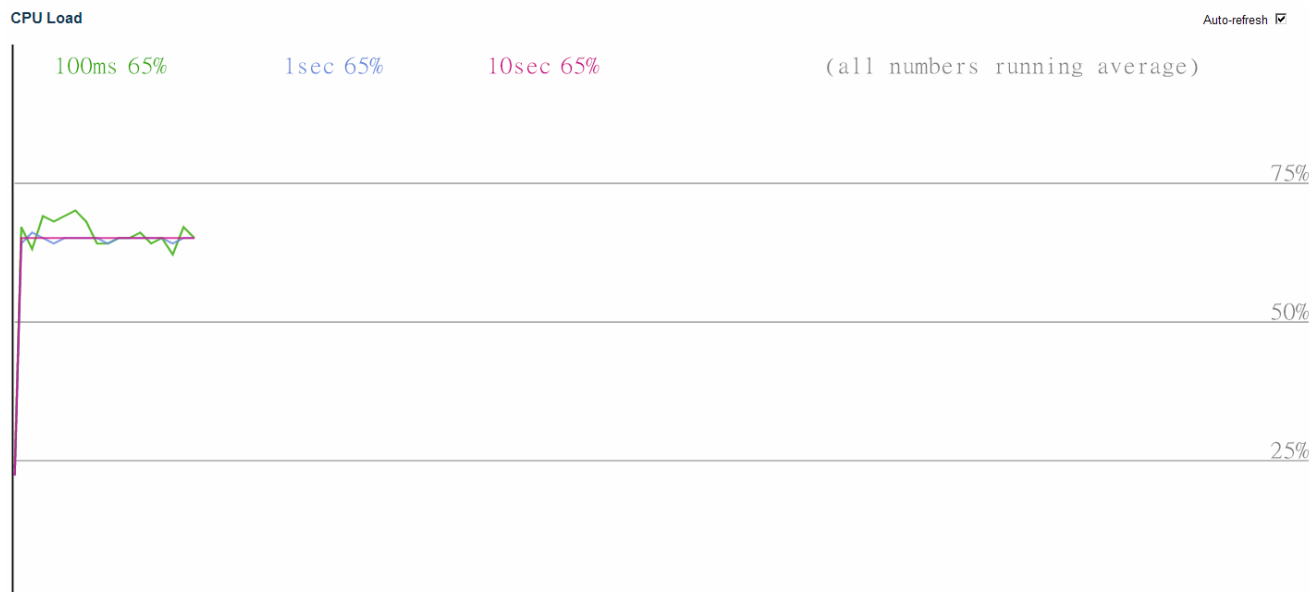 CPU Load
Auto-refresh
100ms 65% 1sec 65% 10sec 65% (all numbers running average)
75%
50%
25%